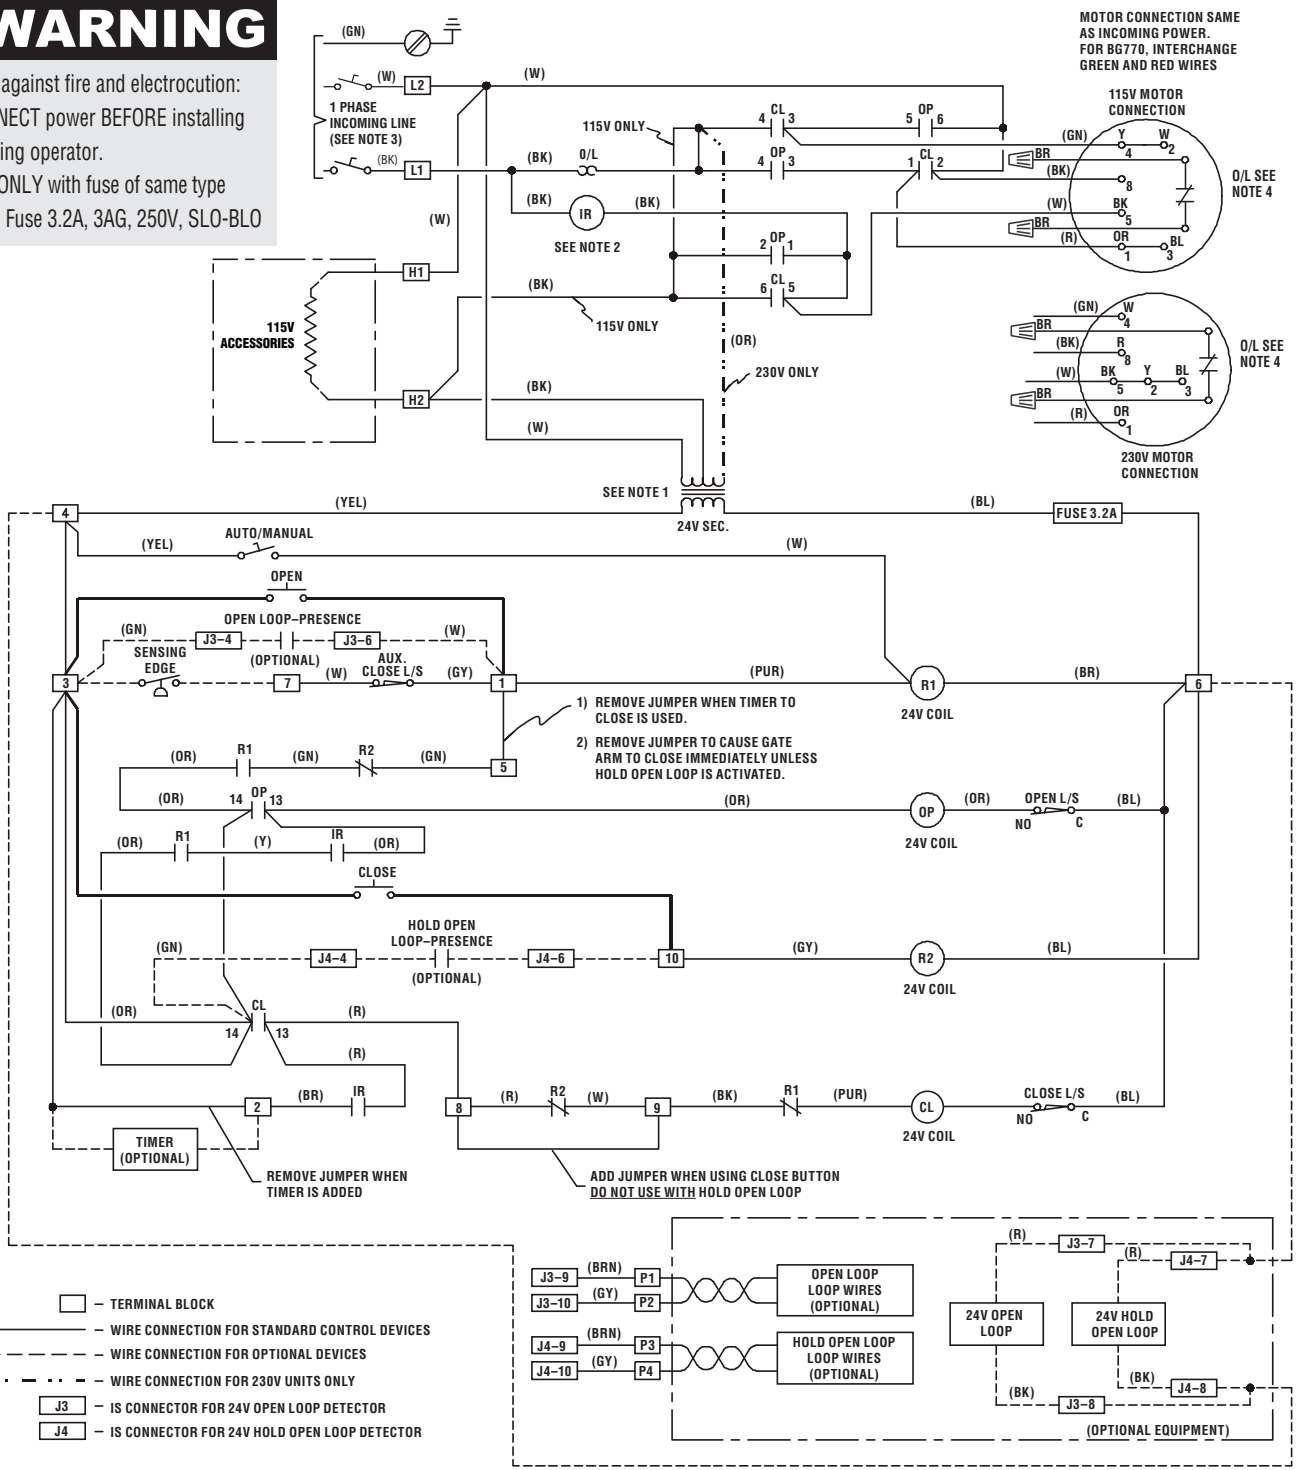 WARNING
against fire and electrocution:
NECT power BEFORE installing
ing operator.
ONLY with fuse of same type
Fuse 3.2A, 3AG, 250V, SLO-BLO
(GN)
(W) L2
(W)
1 PHASE
INCOMING LINE
(SEE NOTE 3)
(BK) L1
(BK)
O/L
115V ONLY
4 CL 3
5 OP 6
4 OP 3
1 CL 2
(BK)
IR
(BK)
SEE NOTE 2
(W)
2 OP 1
6 CL 5
H1
(BK)
115V ONLY
115V
ACCESSORIES
(OR)
230V ONLY
H2
(BK)
(W)
MOTOR CONNECTION SAME
AS INCOMING POWER.
FOR BG770, INTERCHANGE
GREEN AND RED WIRES
115V MOTOR
CONNECTION
(GN) Y W
4 2
BR
(BK) 8
(W) BK
5
BR
(R) OR BL
1 3
O/L SEE
NOTE 4
(GN) W
4
BR
(BK) R
8
(W) BK Y BL
5 2 3
BR
(R) OR
1
O/L SEE
NOTE 4
230V MOTOR
CONNECTION
SEE NOTE 1
24V SEC.
4
(YEL)
(BL)
FUSE 3.2A
(YEL)
AUTO/MANUAL
(W)
OPEN
OPEN LOOP–PRESENCE
(GN)
J3–4
J3–6
(W)
(OPTIONAL)
SENSING
EDGE
3
7
(W)
AUX.
CLOSE L/S
(GY)
1
(PUR)
R1
24V COIL
(BR)
6
1) REMOVE JUMPER WHEN TIMER TO
CLOSE IS USED.
2) REMOVE JUMPER TO CAUSE GATE
ARM TO CLOSE IMMEDIATELY UNLESS
HOLD OPEN LOOP IS ACTIVATED.
(OR)
R1
(GN)
R2
(GN)
5
(OR)
14 OP 13
(OR)
OP
24V COIL
(OR)
OPEN L/S
NO C
(BL)
(OR)
R1
(Y)
IR
(OR)
CLOSE
HOLD OPEN
LOOP–PRESENCE
(GN)
J4–4
J4–6
(OPTIONAL)
10
(GY)
R2
24V COIL
(BL)
(OR)
CL
14 13
(R)
(R)
2
(BR)
IR
8
(R)
R2
(W)
9
(BK)
R1
(PUR)
CL
24V COIL
CLOSE L/S
NO C
(BL)
TIMER
(OPTIONAL)
REMOVE JUMPER WHEN
TIMER IS ADDED
ADD JUMPER WHEN USING CLOSE BUTTON
DO NOT USE WITH HOLD OPEN LOOP
– TERMINAL BLOCK
– WIRE CONNECTION FOR STANDARD CONTROL DEVICES
– WIRE CONNECTION FOR OPTIONAL DEVICES
– WIRE CONNECTION FOR 230V UNITS ONLY
J3 – IS CONNECTOR FOR 24V OPEN LOOP DETECTOR
J4 – IS CONNECTOR FOR 24V HOLD OPEN LOOP DETECTOR
J3–9 (BRN) P1
J3–10 (GY) P2
OPEN LOOP
LOOP WIRES
(OPTIONAL)
J4–9 (BRN) P3
J4–10 (GY) P4
HOLD OPEN LOOP
LOOP WIRES
(OPTIONAL)
(R) J3–7
(R) J4–7
24V OPEN
LOOP
24V HOLD
OPEN LOOP
(BK) J4–8
(BK) J3–8
(OPTIONAL EQUIPMENT)